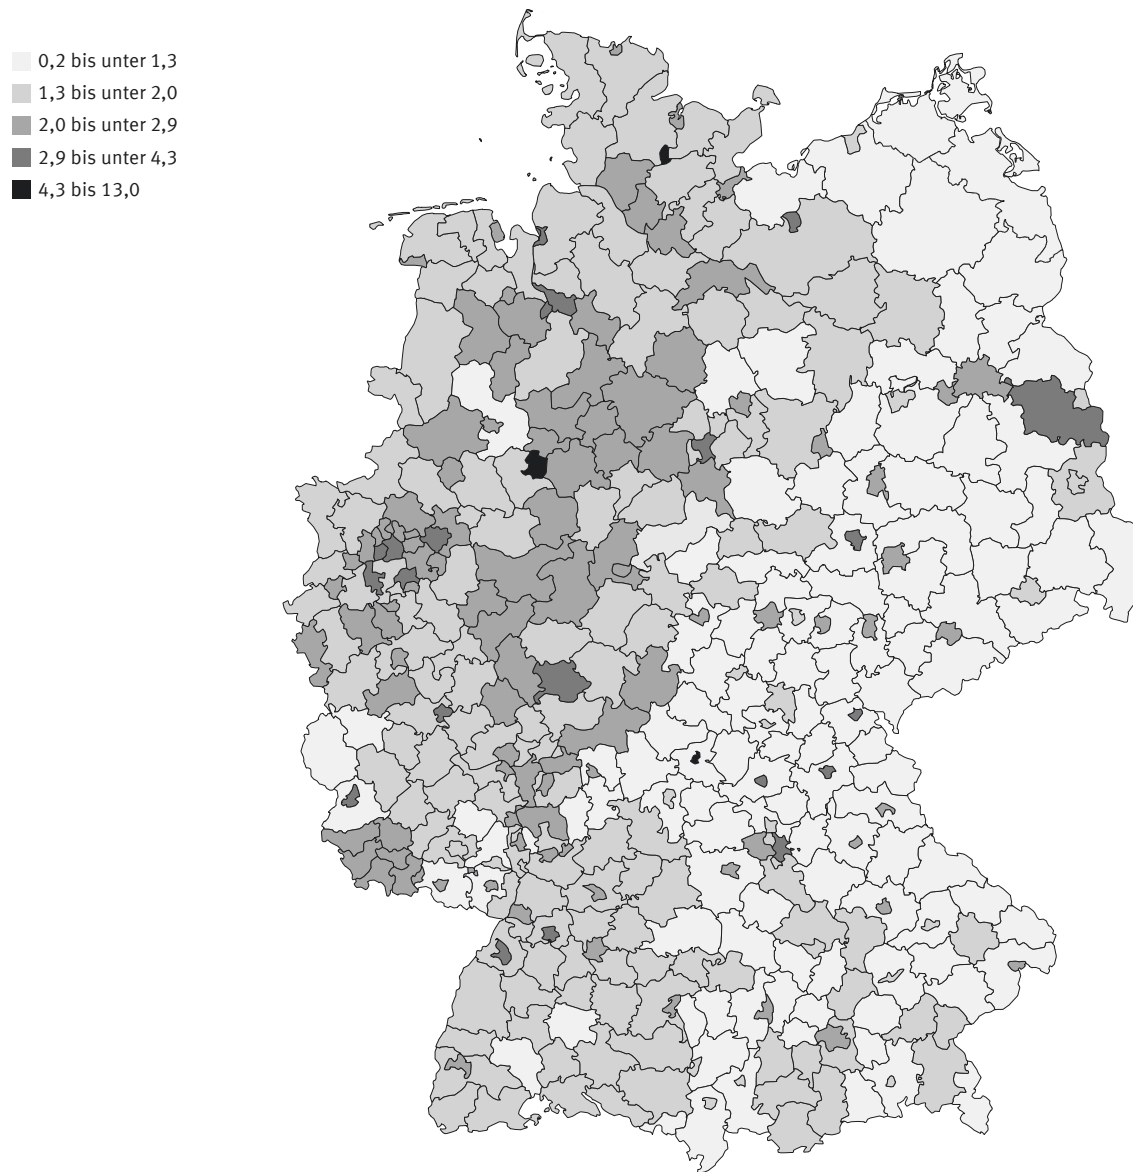 0,2 bis unter 1,3
1,3 bis unter 2,0
2,0 bis unter 2,9
2,9 bis unter 4,3
4,3 bis 13,0